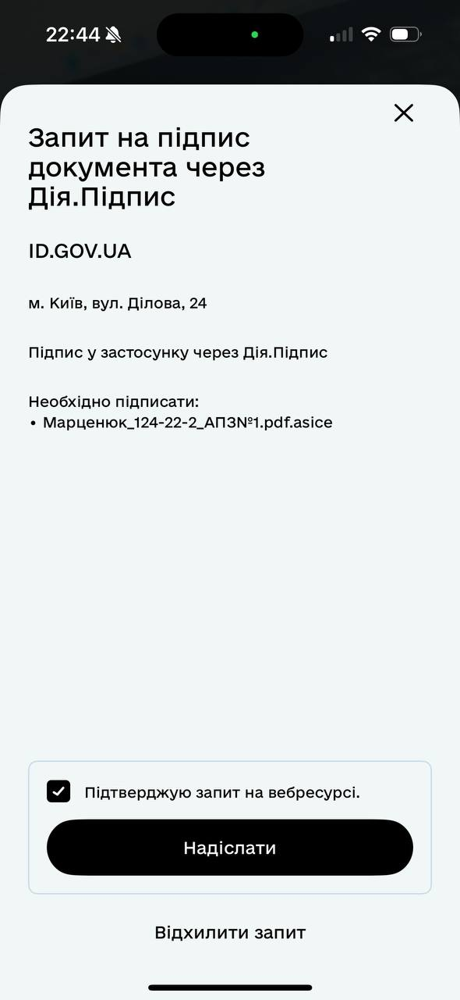 22:44
Запит на підпис
документа через
Дія.Підпис
ID.GOV.UA
м. Київ, вул. Ділова, 24
Підпис у застосунку через Дія.Підпис
Необхідно підписати:
• Марценюк_124-22-2_АПЗ№1.pdf.asice
Підтверджую запит на вебресурсі.
Надіслати
Відхилити запит